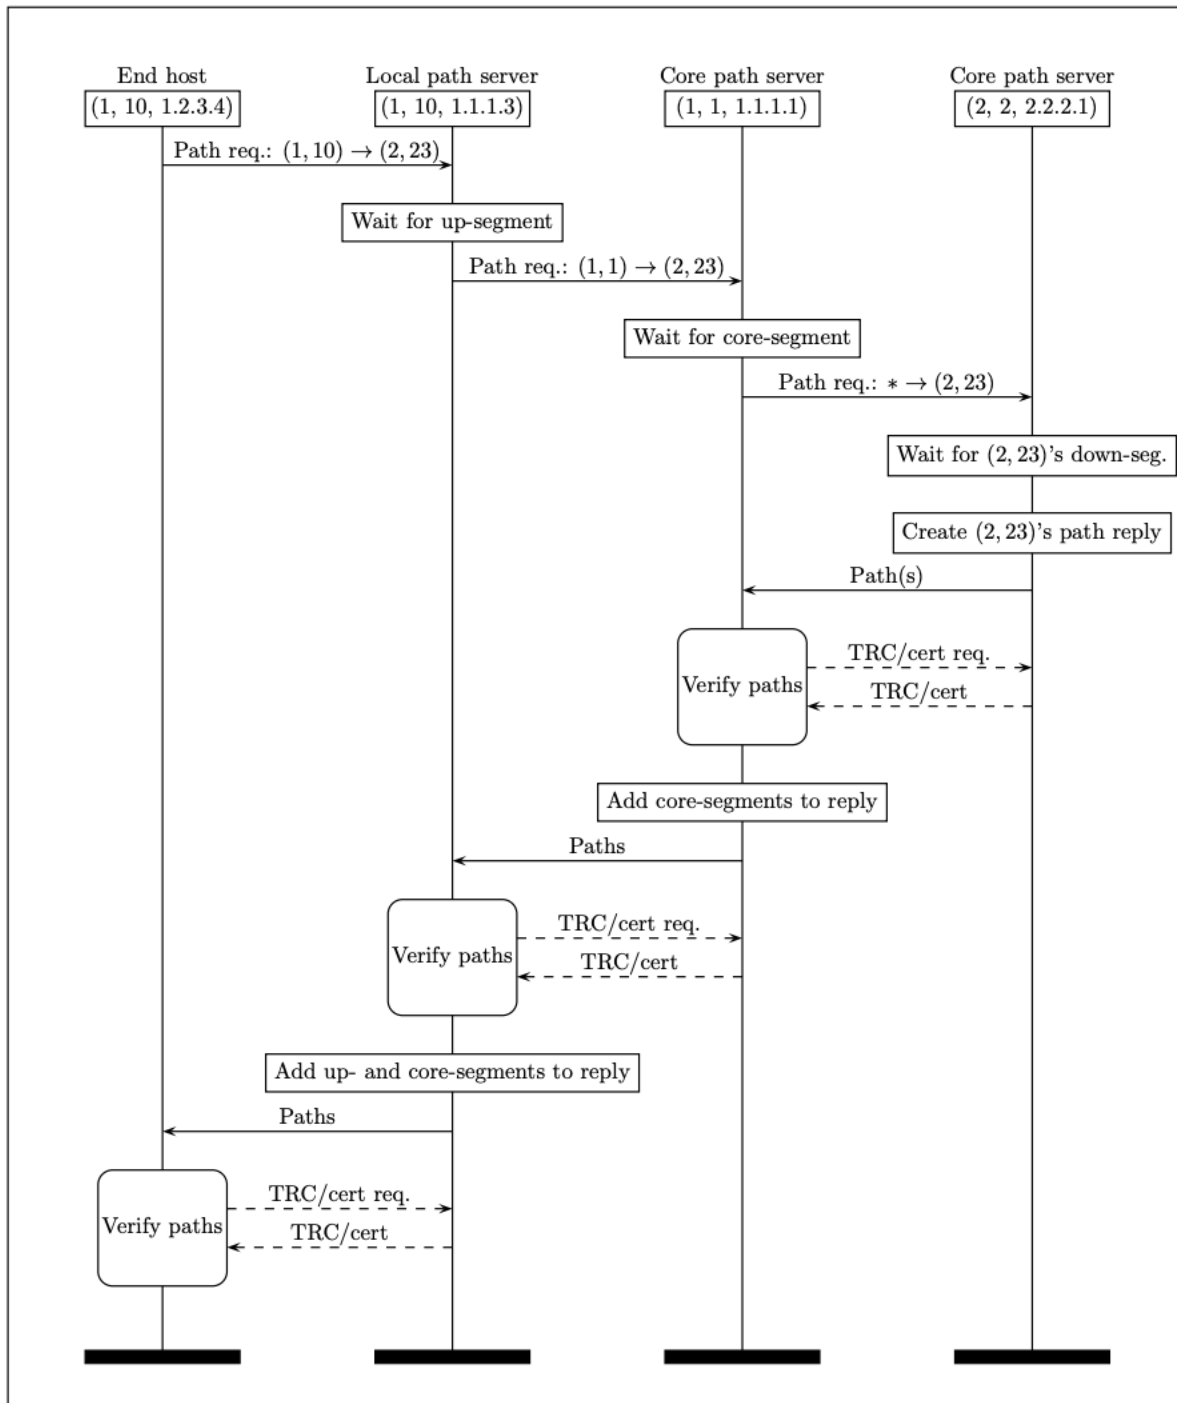 End host
Local path server
Core path server
Core path server
(1, 10, 1.2.3.4)
(1, 10, 1.1.1.3)
(1, 1, 1.1.1.1)
(2, 2, 2.2.2.1)
Path req.: (1, 10) → (2, 23)
Wait for up-segment
Path req.: (1, 1) → (2, 23)
Wait for core-segment
Path req.: ∗ → (2, 23)
Wait for (2, 23)'s down-seg.
Create (2, 23)'s path reply
Path(s)
TRC/cert req.
Verify paths
TRC/cert
Add core-segments to reply
Paths
TRC/cert req.
Verify paths
TRC/cert
Add up- and core-segments to reply
Paths
TRC/cert req.
Verify paths
TRC/cert